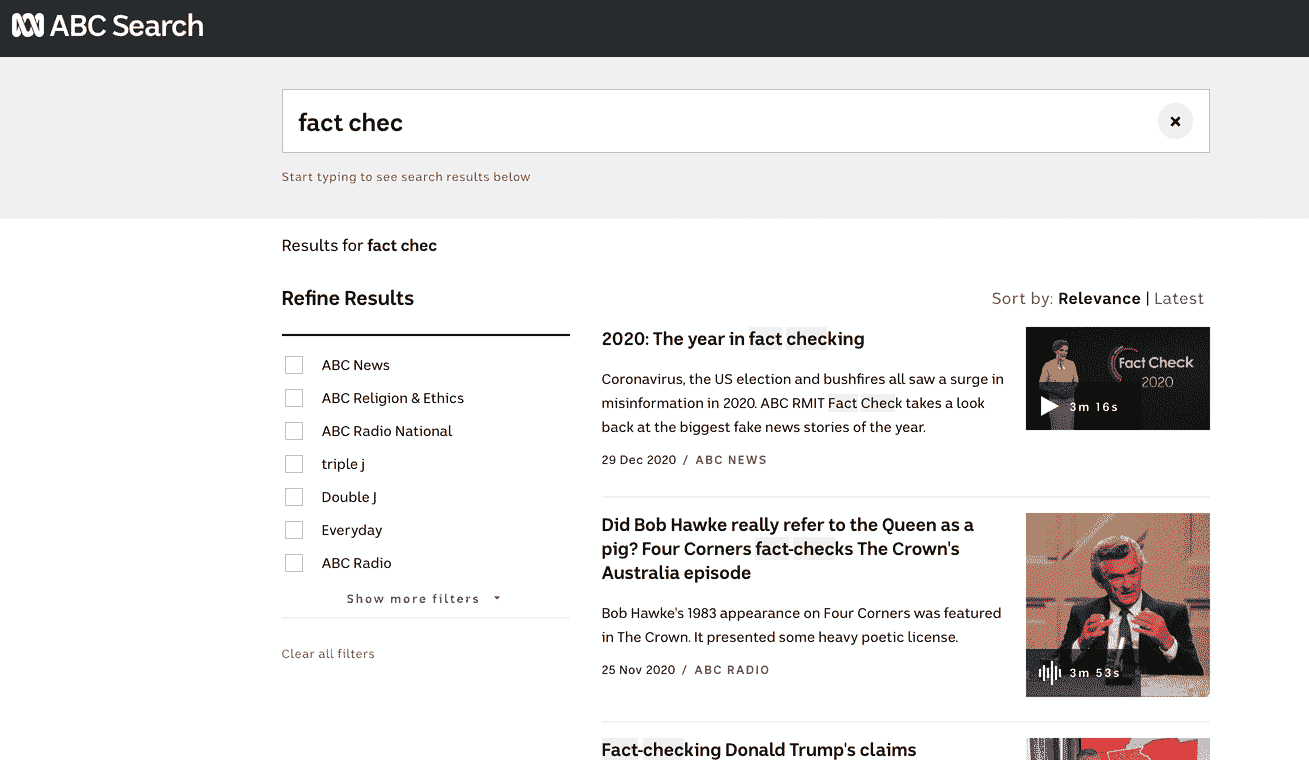 ABC Search
fact chec
Start typing to see search results below
Results for fact chec
Refine Results
Sort by: Relevance | Latest
ABC News
ABC Religion & Ethics
ABC Radio National
triple j
Double J
Everyday
ABC Radio
Show more filters
Clear all filters
2020: The year in fact checking
Coronavirus, the US election and bushfires all saw a surge in
misinformation in 2020. ABC RMIT Fact Check takes a look
back at the biggest fake news stories of the year.
29 Dec 2020 / ABC NEWS
Fact Check
2020
3m 16s
Did Bob Hawke really refer to the Queen as a
pig? Four Corners fact-checks The Crown's
Australia episode
Bob Hawke's 1983 appearance on Four Corners was featured
in The Crown. It presented some heavy poetic license.
25 Nov 2020 / ABC RADIO
3m 53s
Fact-checking Donald Trump's claims